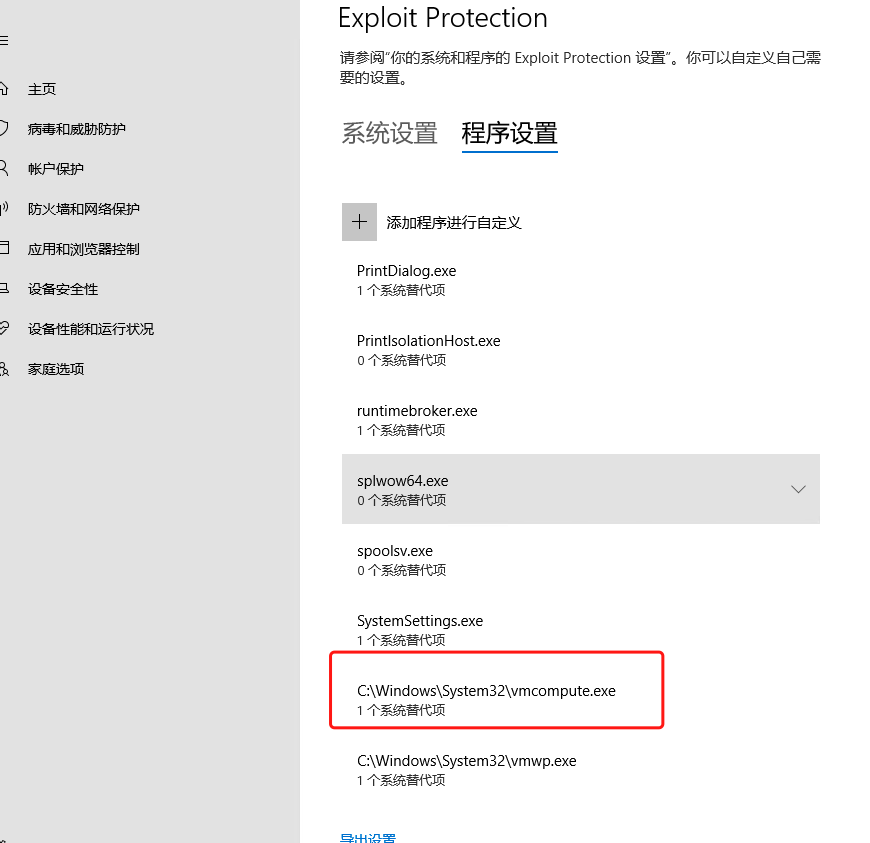 Exploit Protection
请参阅“你的系统和程序的 Exploit Protection 设置”。你可以自定义自己需
要的设置。
系统设置 程序设置
主页
病毒和威胁防护
帐户保护
防火墙和网络保护
应用和浏览器控制
设备安全性
设备性能和运行状况
家庭选项
添加程序进行自定义
PrintDialog.exe
1 个系统替代项
PrintIsolationHost.exe
0 个系统替代项
runtimebroker.exe
1 个系统替代项
splwow64.exe
0 个系统替代项
spoolsv.exe
0 个系统替代项
SystemSettings.exe
1 个系统替代项
C:\Windows\System32\vmcompute.exe
1 个系统替代项
C:\Windows\System32\vmwp.exe
1 个系统替代项
导出设置